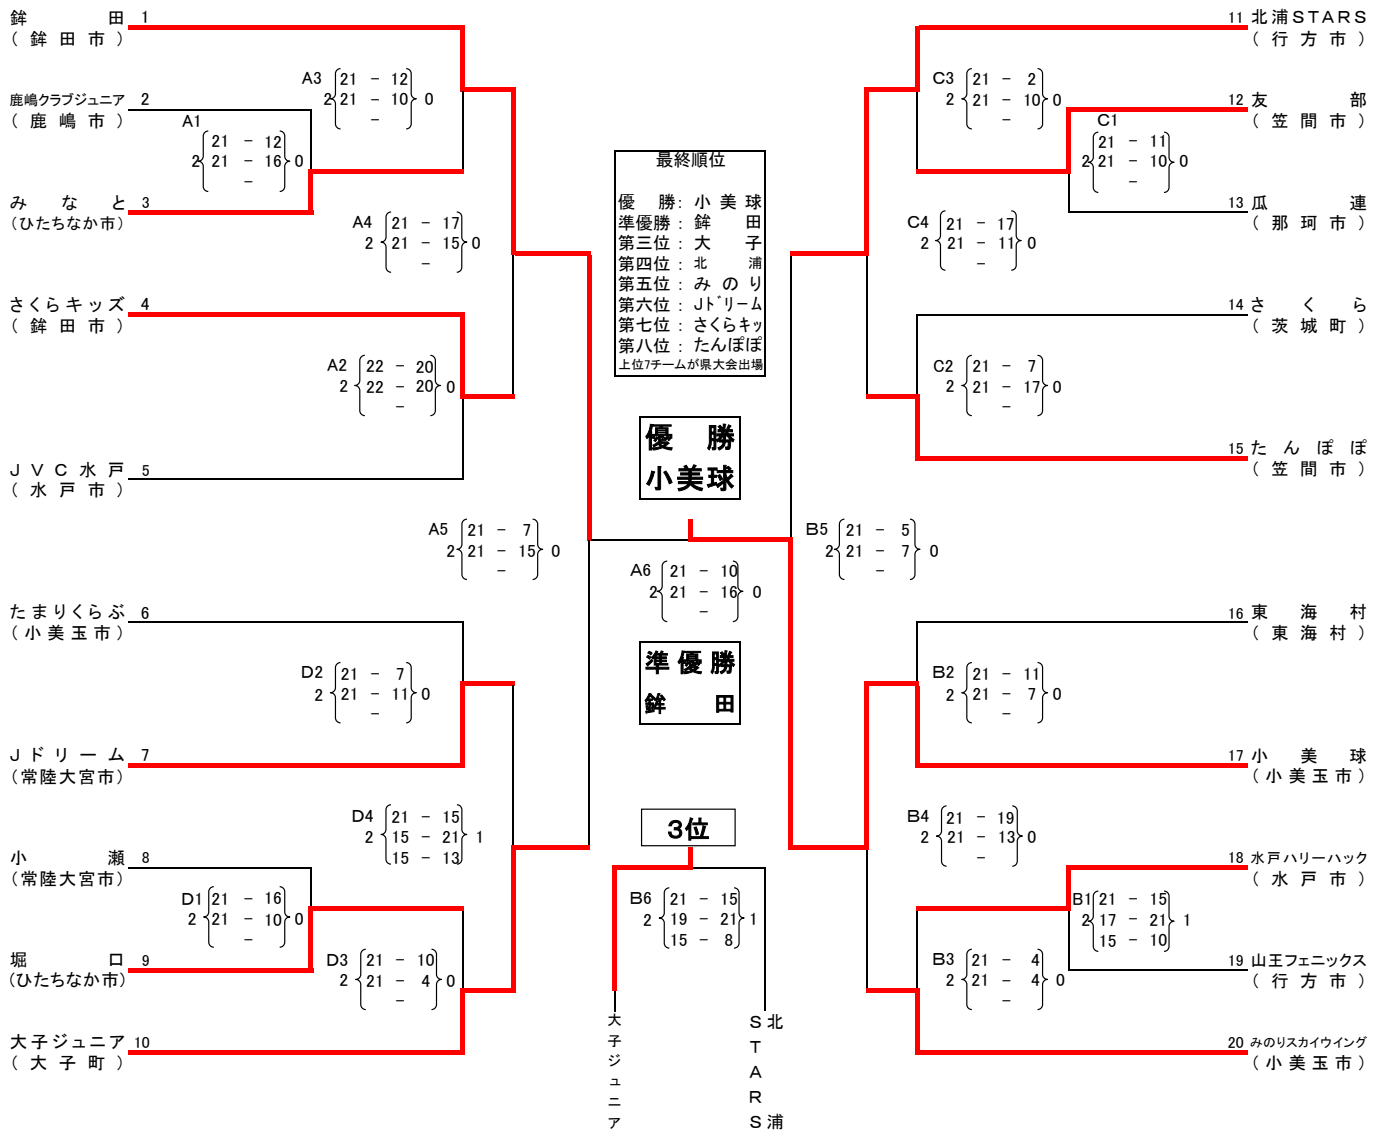 鉾田 1
(鉾田市)
鹿嶋クラブジュニア 2
(鹿嶋市)
みなと 3
(ひたちなか市)
さくらキッズ 4
(鉾田市)
JVC水戸 5
(水戸市)
たまりくらぶ 6
(小美玉市)
Jドリーム 7
(常陸大宮市)
小瀬 8
(常陸大宮市)
堀口 9
(ひたちなか市)
大子ジュニア 10
(大子町)
A3 21 - 12
2 21 - 10 0
-
A1
21 - 12
2 21 - 16 0
-
A4 21 - 17
2 21 - 15 0
-
A2 22 - 20
2 22 - 20 0
-
A5 21 - 7
2 21 - 15 0
-
D2 21 - 7
2 21 - 11 0
-
D4 21 - 15
2 15 - 21 1
15 - 13
D1 21 - 16
2 21 - 10 0
-
D3 21 - 10
2 21 - 4 0
-
最終順位
優勝:小美球
準優勝:鉾田
第三位:大子
第四位:北浦
第五位:みのり
第六位:Jドリーム
第七位:さくらキッ
第八位:たんぽぽ
上位7チームが県大会出場
優勝
小美球
A6 21 - 10
2 21 - 16 0
-
準優勝
鉾田
3位
B6 21 - 15
2 19 - 21 1
15 - 8
大子ジュニア
北浦
STARS
C3 21 - 2
2 21 - 10 0
-
C1
21 - 11
2 21 - 10 0
-
C4 21 - 17
2 21 - 11 0
-
C2 21 - 7
2 21 - 17 0
-
B5 21 - 5
2 21 - 7 0
-
B2 21 - 11
2 21 - 7 0
-
B4 21 - 19
2 21 - 13 0
-
B1 21 - 15
2 17 - 21 1
15 - 10
B3 21 - 4
2 21 - 4 0
-
11 北浦STARS
(行方市)
12 友部
(笠間市)
13 瓜連
(那珂市)
14 さくら
(茨城町)
15 たんぽぽ
(笠間市)
16 東海村
(東海村)
17 小美球
(小美玉市)
18 水戸ハリーハック
(水戸市)
19 山王フェニックス
(行方市)
20 みのりスカイウイング
(小美玉市)